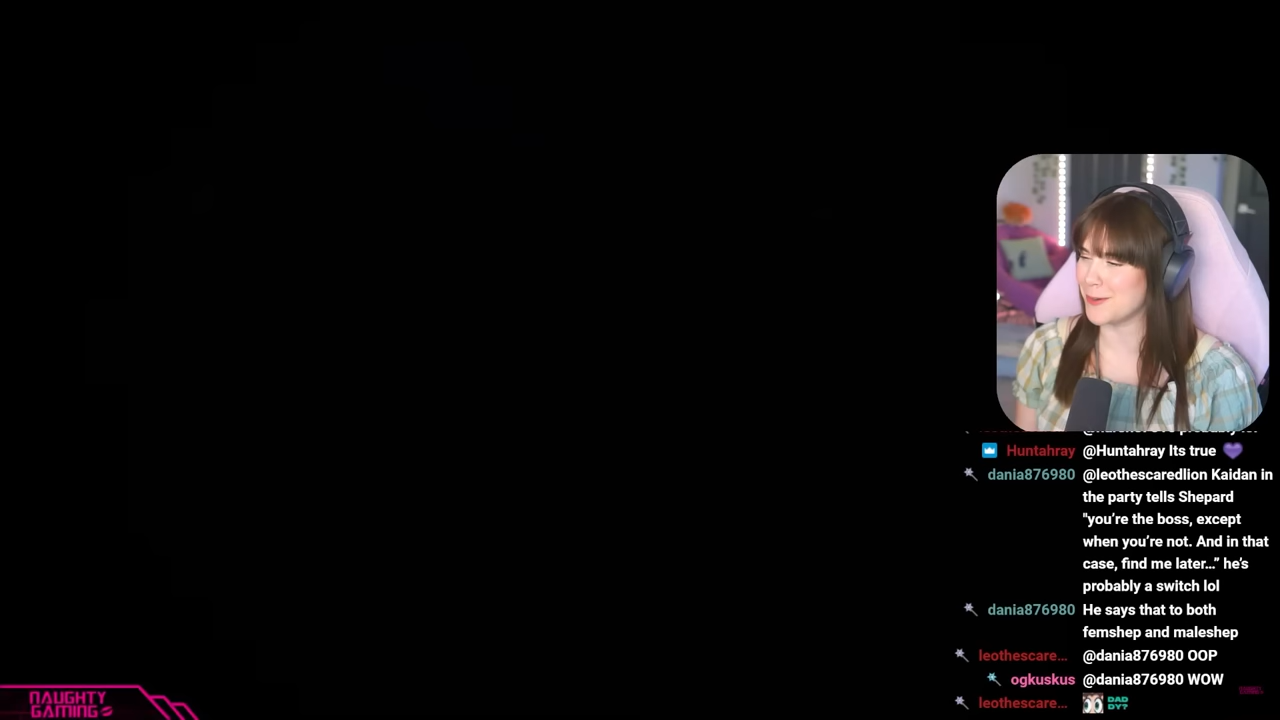 Huntahray @Huntahray Its true
dania876980 @leothescaredlion Kaidan in
the party tells Shepard
"you're the boss, except
when you're not. And in that
case, find me later…" he's
probably a switch lol
dania876980 He says that to both
femshep and maleshep
leothescare… @dania876980 OOP
ogkuskus @dania876980 WOW
leothescare… DAD
DY?
NAUGHTY
GAMING